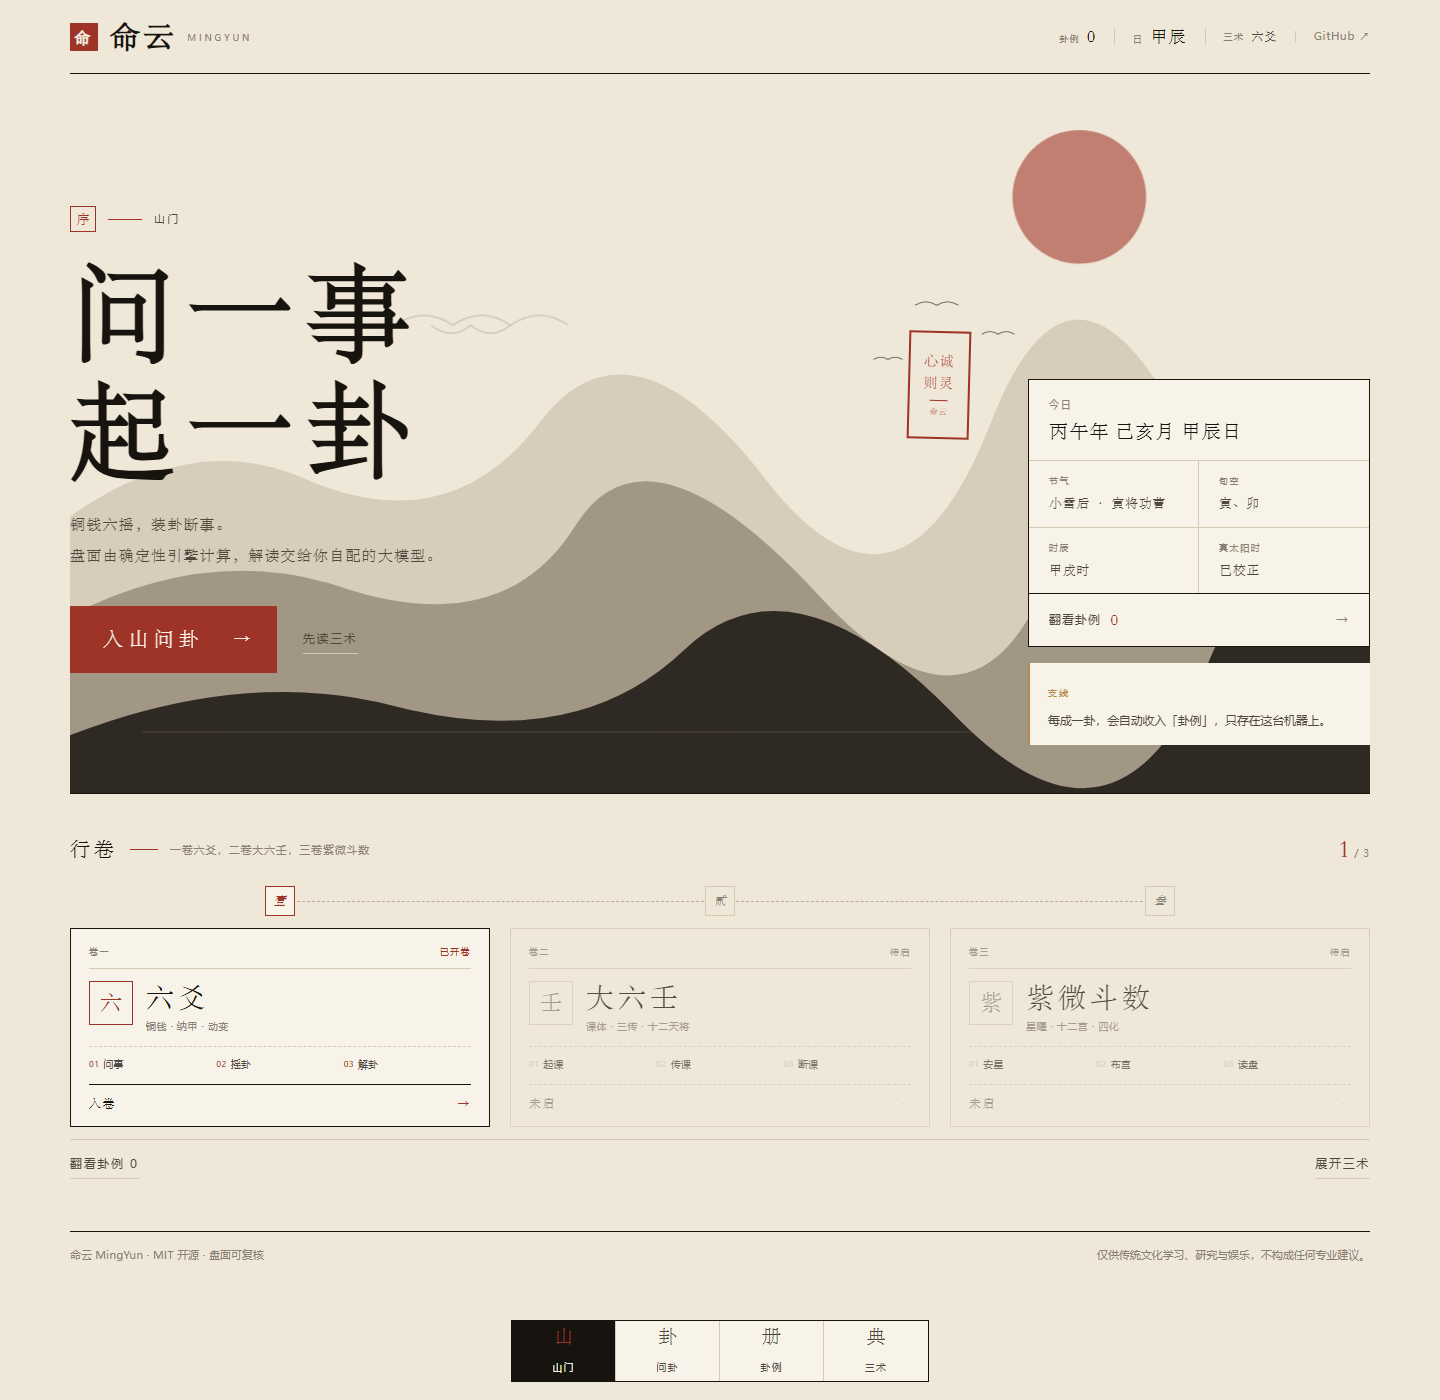 命 命云 MINGYUN
卦例 0 日 甲辰 三术 六爻 GitHub ↗
序 山门
问一事
起一卦
铜钱六摇，装卦断事。
盘面由确定性引擎计算，解读交给你自配的大模型。
入山问卦 →
先读三术
心诚
则灵
命云
今日
丙午年 己亥月 甲辰日
节气
小雪后 · 寅将功曹
旬空
寅、卯
时辰
甲戌时
真太阳时
已校正
翻看卦例 0 →
支线
每成一卦，会自动收入「卦例」，只存在这台机器上。
行卷 一卷六爻，二卷大六壬，三卷紫微斗数
1 / 3
壹
贰
叁
卷一 已开卷
六 六爻
铜钱 · 纳甲 · 动变
01 问事 02 摇卦 03 解卦
入卷 →
卷二 待启
壬 大六壬
课体 · 三传 · 十二天将
01 起课 02 传课 03 断课
未启 ·
卷三 待启
紫 紫微斗数
星曜 · 十二宫 · 四化
01 安星 02 布宫 03 读盘
未启 ·
翻看卦例 0
展开三术
命云 MingYun · MIT 开源 · 盘面可复核
仅供传统文化学习、研究与娱乐，不构成任何专业建议。
山 卦 册 典
山门 问卦 卦例 三术